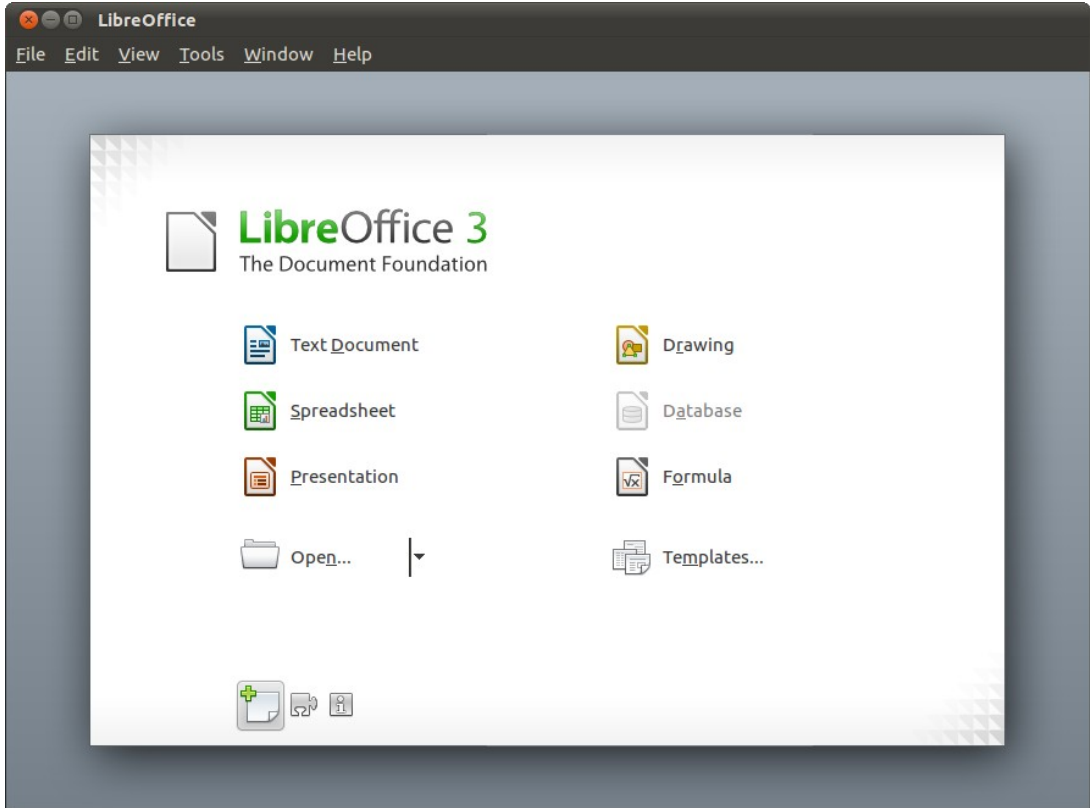 LibreOffice
File Edit View Tools Window Help
LibreOffice 3
The Document Foundation
Text Document
Drawing
Spreadsheet
Database
Presentation
Formula
Open...
Templates...